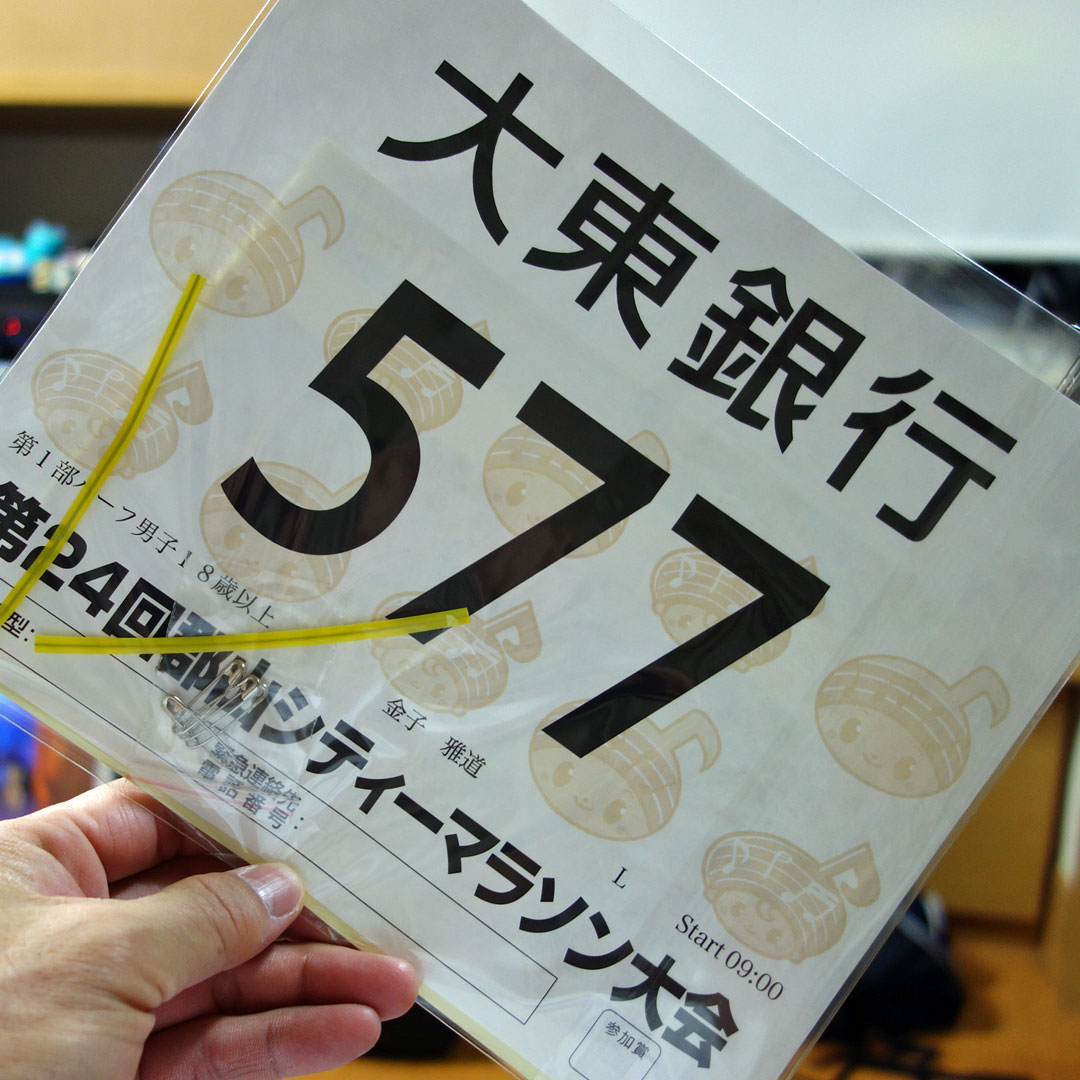 大東銀行
577
第1部ハーフ男子18歳以上
金子 雅道
L
Start 09:00
第24回郡山シティーマラソン大会
型:
緊急連絡先
電話番号:
参加賞